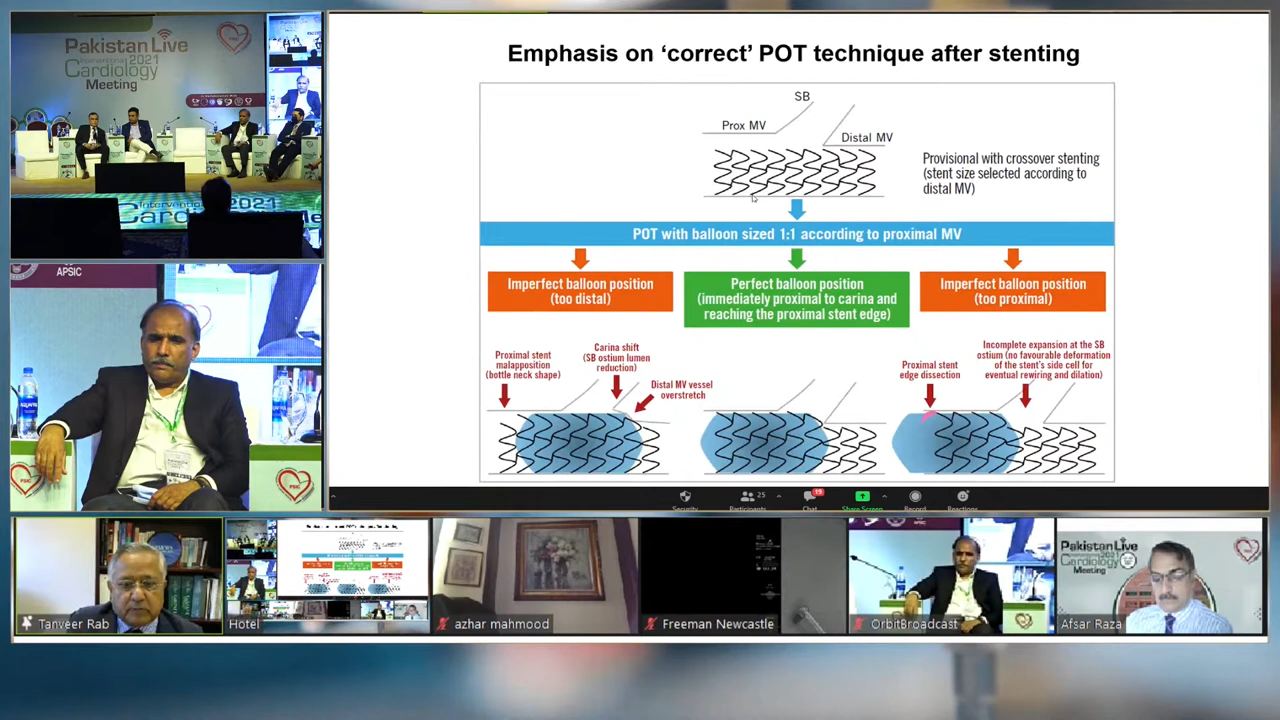 Pakistan Live
Interventional 2021
Cardiology
Meeting
Interventional 2021
Cardiology
APSIC
PSIC
Emphasis on ‘correct’ POT technique after stenting
SB
Prox MV
Distal MV
Provisional with crossover stenting
(stent size selected according to
distal MV)
POT with balloon sized 1:1 according to proximal MV
Imperfect balloon position
(too distal)
Perfect balloon position
(immediately proximal to carina and
reaching the proximal stent edge)
Imperfect balloon position
(too proximal)
Proximal stent
malapposition
(bottle neck shape)
Carina shift
(SB ostium lumen
reduction)
Distal MV vessel
overstretch
Proximal stent
edge dissection
Incomplete expansion at the SB
ostium (no favourable deformation
of the stent's side cell for
eventual rewiring and dilation)
Security
Participants
25
Chat
19
Share Screen
Record
Reactions
Tanveer Rab
Hotel
azhar mahmood
Freeman Newcastle
OrbitBroadcast
APSIC
Pakistan Live
2021
Cardiology
Meeting
Afsar Raza